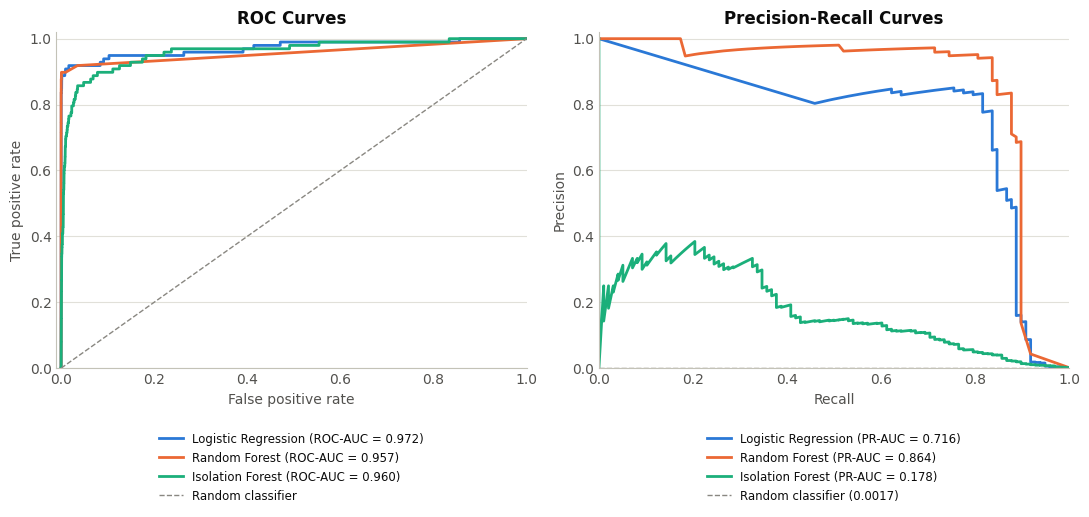 ROC Curves
1.0
0.8
0.6
0.4
0.2
0.0
True positive rate
0.0 0.2 0.4 0.6 0.8 1.0
False positive rate
Logistic Regression (ROC-AUC = 0.972)
Random Forest (ROC-AUC = 0.957)
Isolation Forest (ROC-AUC = 0.960)
Random classifier
Precision-Recall Curves
1.0
0.8
0.6
0.4
0.2
0.0
Precision
0.0 0.2 0.4 0.6 0.8 1.0
Recall
Logistic Regression (PR-AUC = 0.716)
Random Forest (PR-AUC = 0.864)
Isolation Forest (PR-AUC = 0.178)
Random classifier (0.0017)